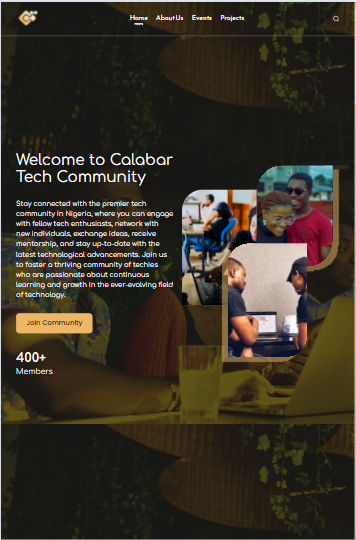 Home About Us Events Projects
Welcome to Calabar
Tech Community
Stay connected with the premier tech
community in Nigeria, where you can engage
with fellow tech enthusiasts, network with
new individuals, exchange ideas, receive
mentorship, and stay up-to-date with the
latest technological advancements. Join us
to foster a thriving community of techies
who are passionate about continuous
learning and growth in the ever-evolving field
of technology.
Join Community
400+
Members